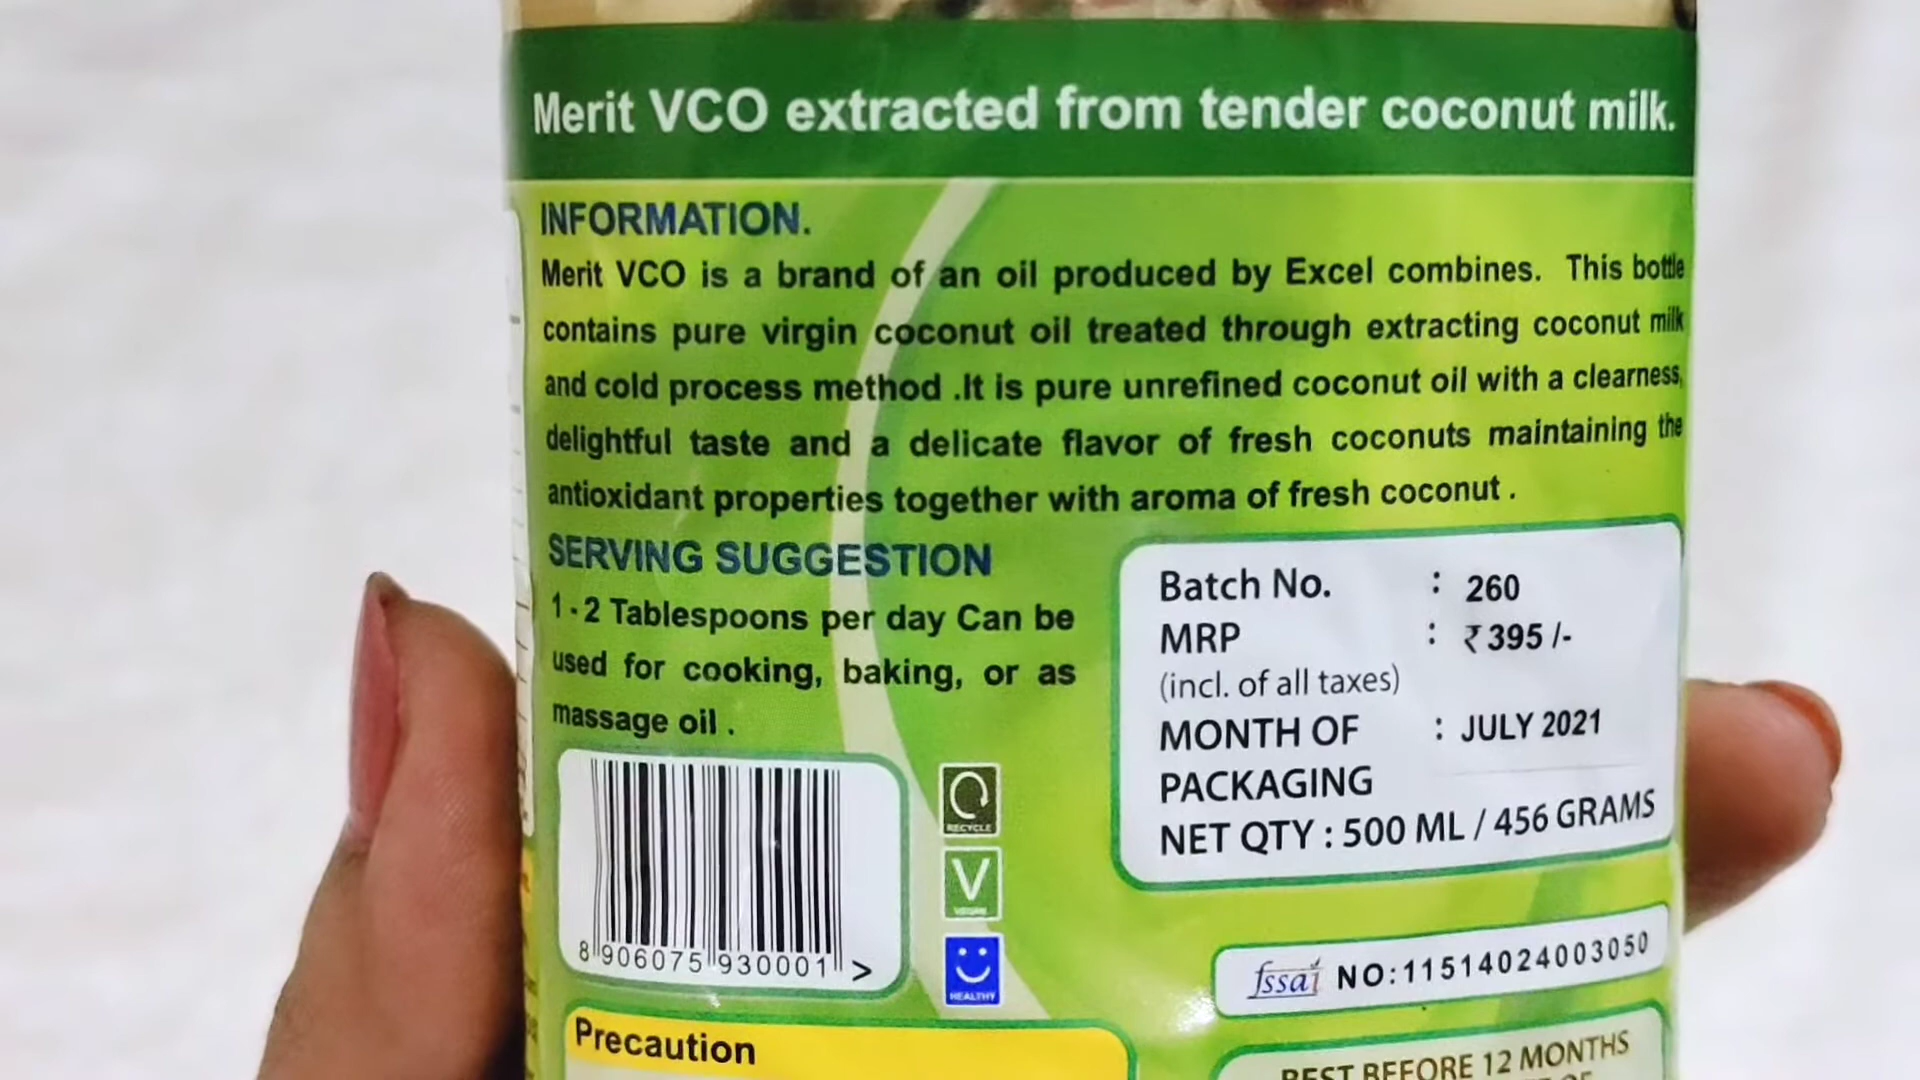 Merit VCO extracted from tender coconut milk.
INFORMATION.
Merit VCO is a brand of an oil produced by Excel combines. This bottle
contains pure virgin coconut oil treated through extracting coconut milk
and cold process method .It is pure unrefined coconut oil with a clearness,
delightful taste and a delicate flavor of fresh coconuts maintaining the
antioxidant properties together with aroma of fresh coconut .
SERVING SUGGESTION
1-2 Tablespoons per day Can be
used for cooking, baking, or as
massage oil .
Batch No. : 260
MRP : ₹ 395 /-
(incl. of all taxes)
MONTH OF : JULY 2021
PACKAGING
NET QTY : 500 ML / 456 GRAMS
8 906075 930001 >
RECYCLE
V
VEGAN
HEALTHY
fssai NO:11514024003050
Precaution
BEST BEFORE 12 MONTHS